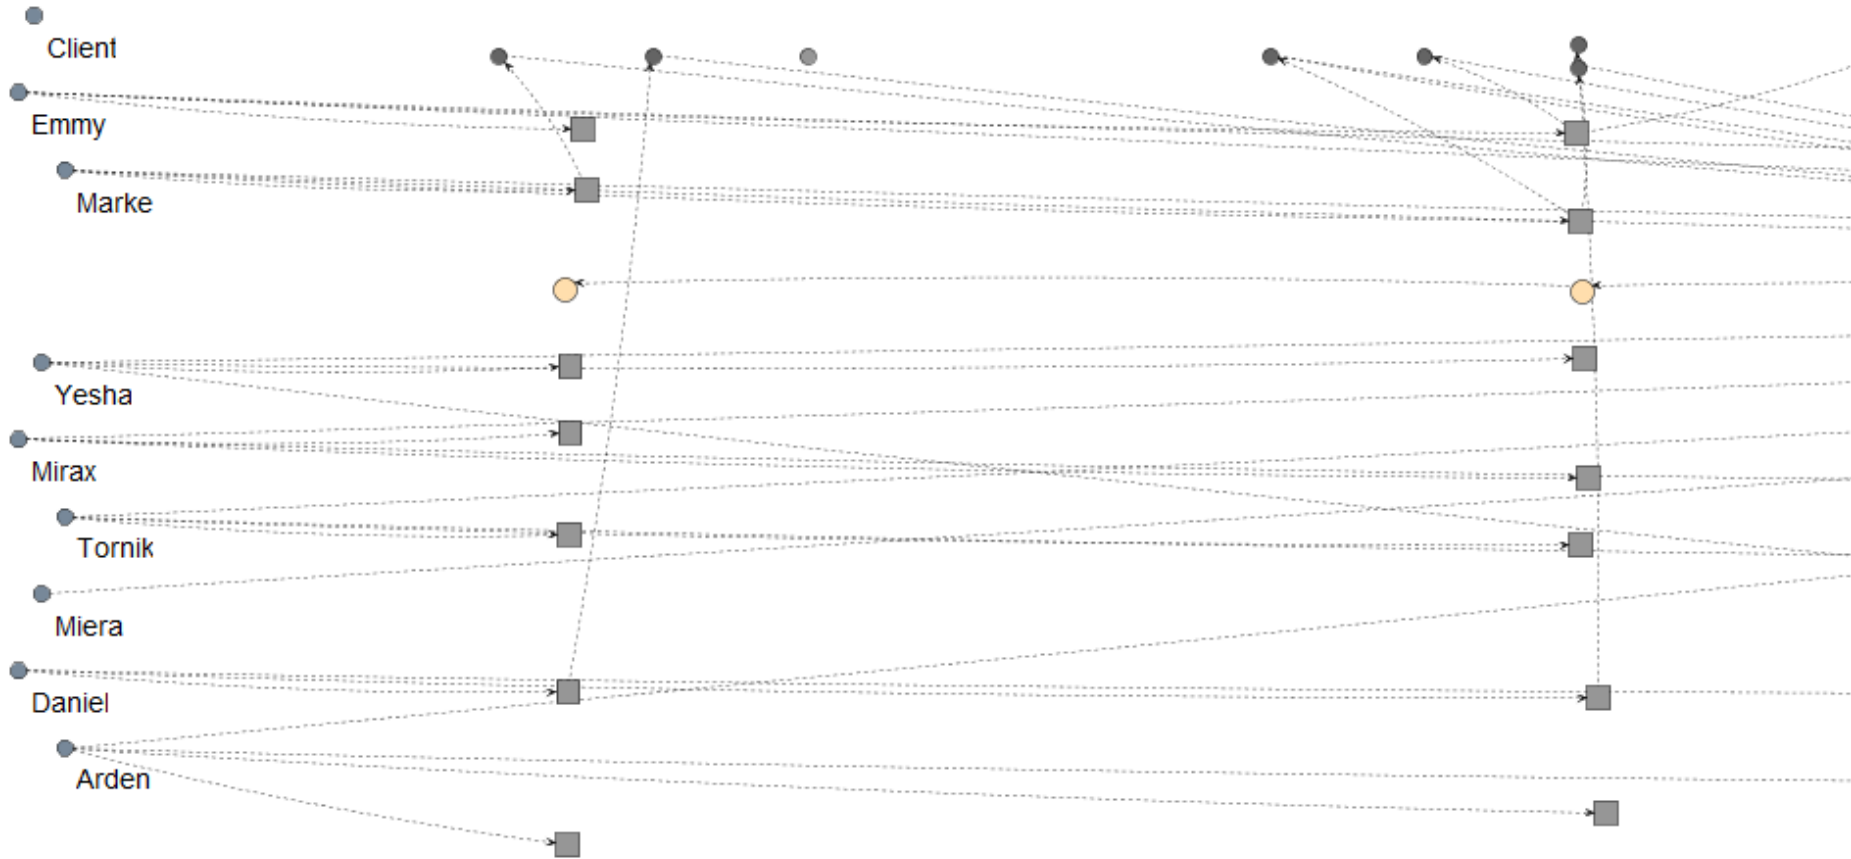 Client
Emmy
Marke
Yesha
Mirax
Tornik
Miera
Daniel
Arden